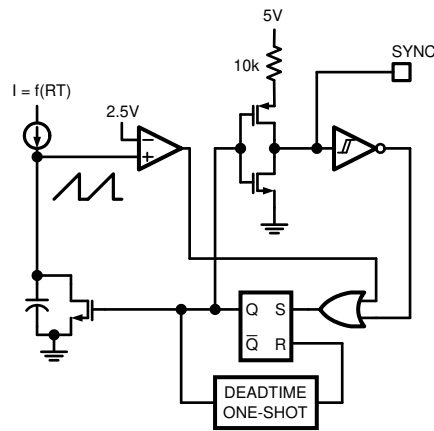 5V
SYNC
10k
I = f(RT)
2.5V
−
+
Q S
Q̅ R
DEADTIME
ONE-SHOT